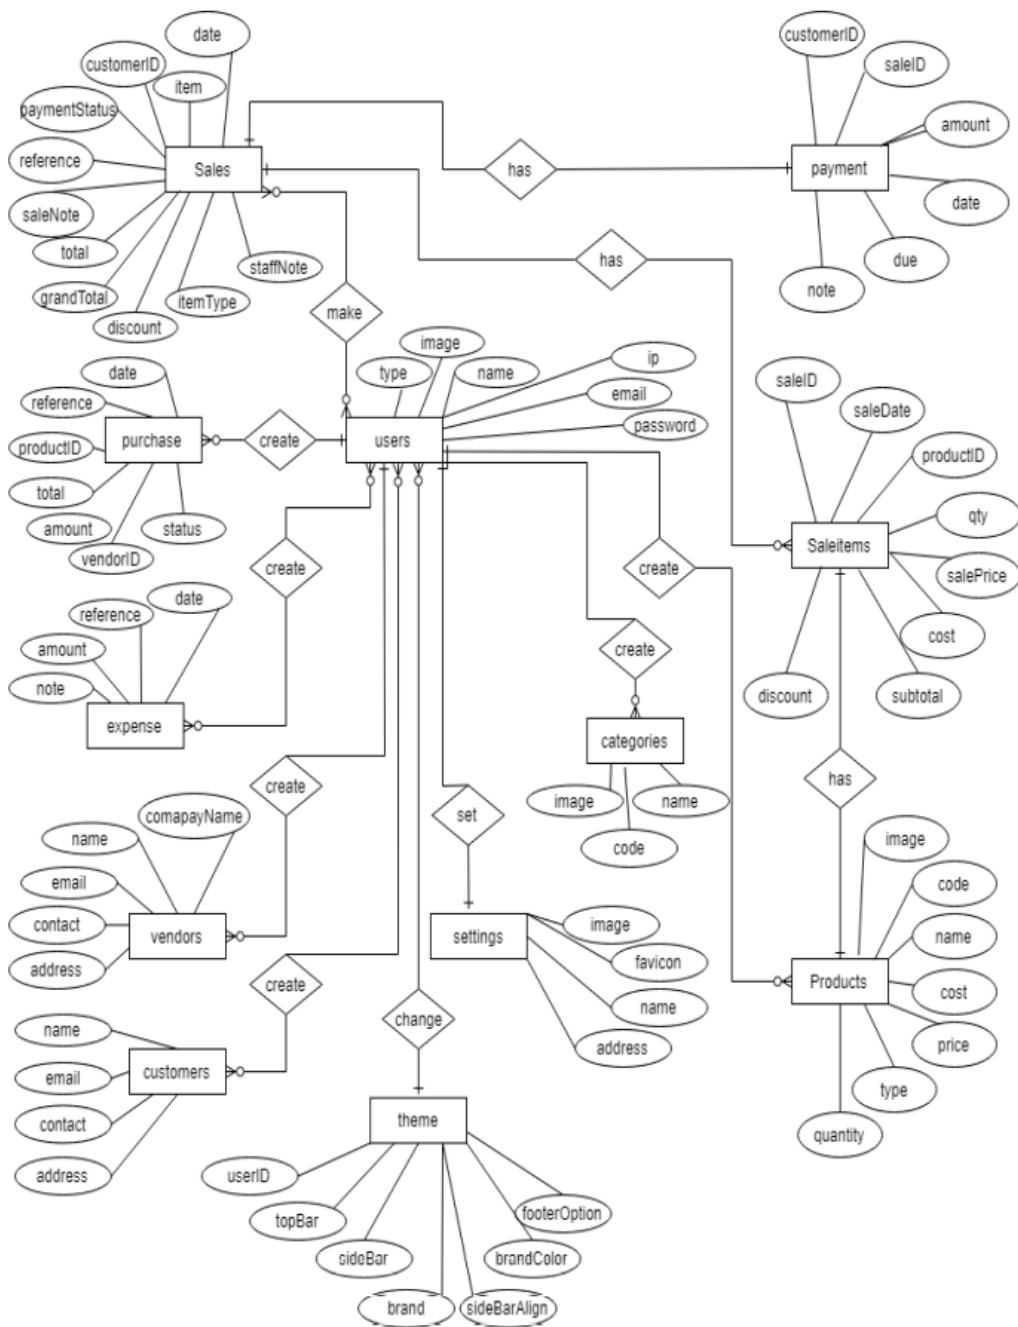 date
customerID
customerID
saleID
item
paymentStatus
amount
reference
Sales
has
payment
saleNote
date
total
has
due
staffNote
grandTotal
itemType
note
discount
make
image
ip
date
type
name
saleID
reference
email
saleDate
purchase
create
users
password
productID
productID
total
qty
amount
status
Saleitems
vendorID
create
create
salePrice
date
reference
amount
cost
note
create
discount
subtotal
expense
categories
create
has
image
name
comapayName
set
name
image
code
email
code
contact
vendors
settings
image
name
address
favicon
create
Products
cost
name
name
change
price
address
email
customers
type
contact
theme
quantity
address
userID
footerOption
topBar
sideBar
brandColor
brand
sideBarAlign